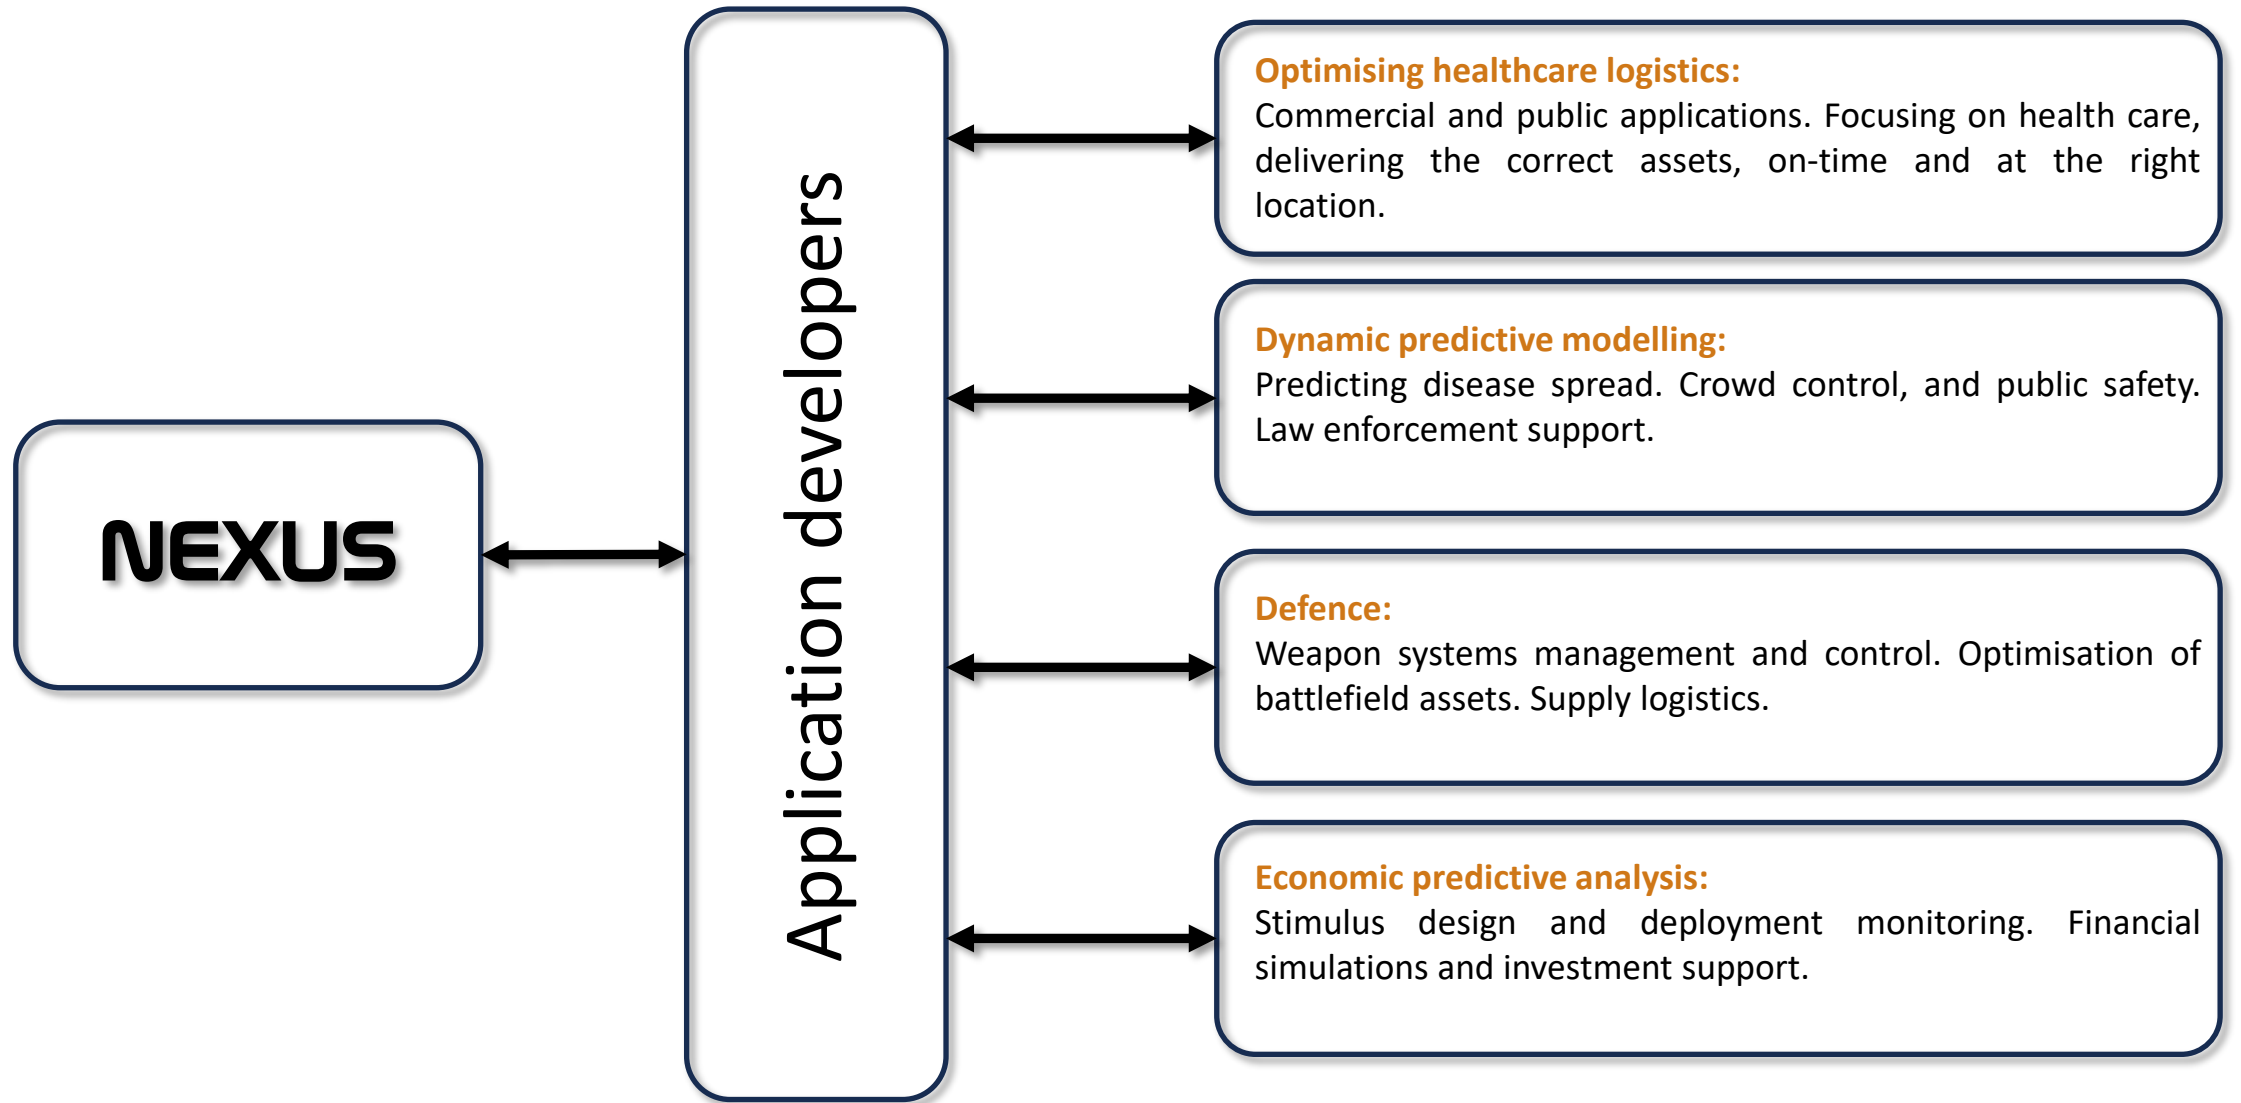 NEXUS
Application developers
Optimising healthcare logistics:
Commercial and public applications. Focusing on health care,
delivering the correct assets, on-time and at the right
location.
Dynamic predictive modelling:
Predicting disease spread. Crowd control, and public safety.
Law enforcement support.
Defence:
Weapon systems management and control. Optimisation of
battlefield assets. Supply logistics.
Economic predictive analysis:
Stimulus design and deployment monitoring. Financial
simulations and investment support.